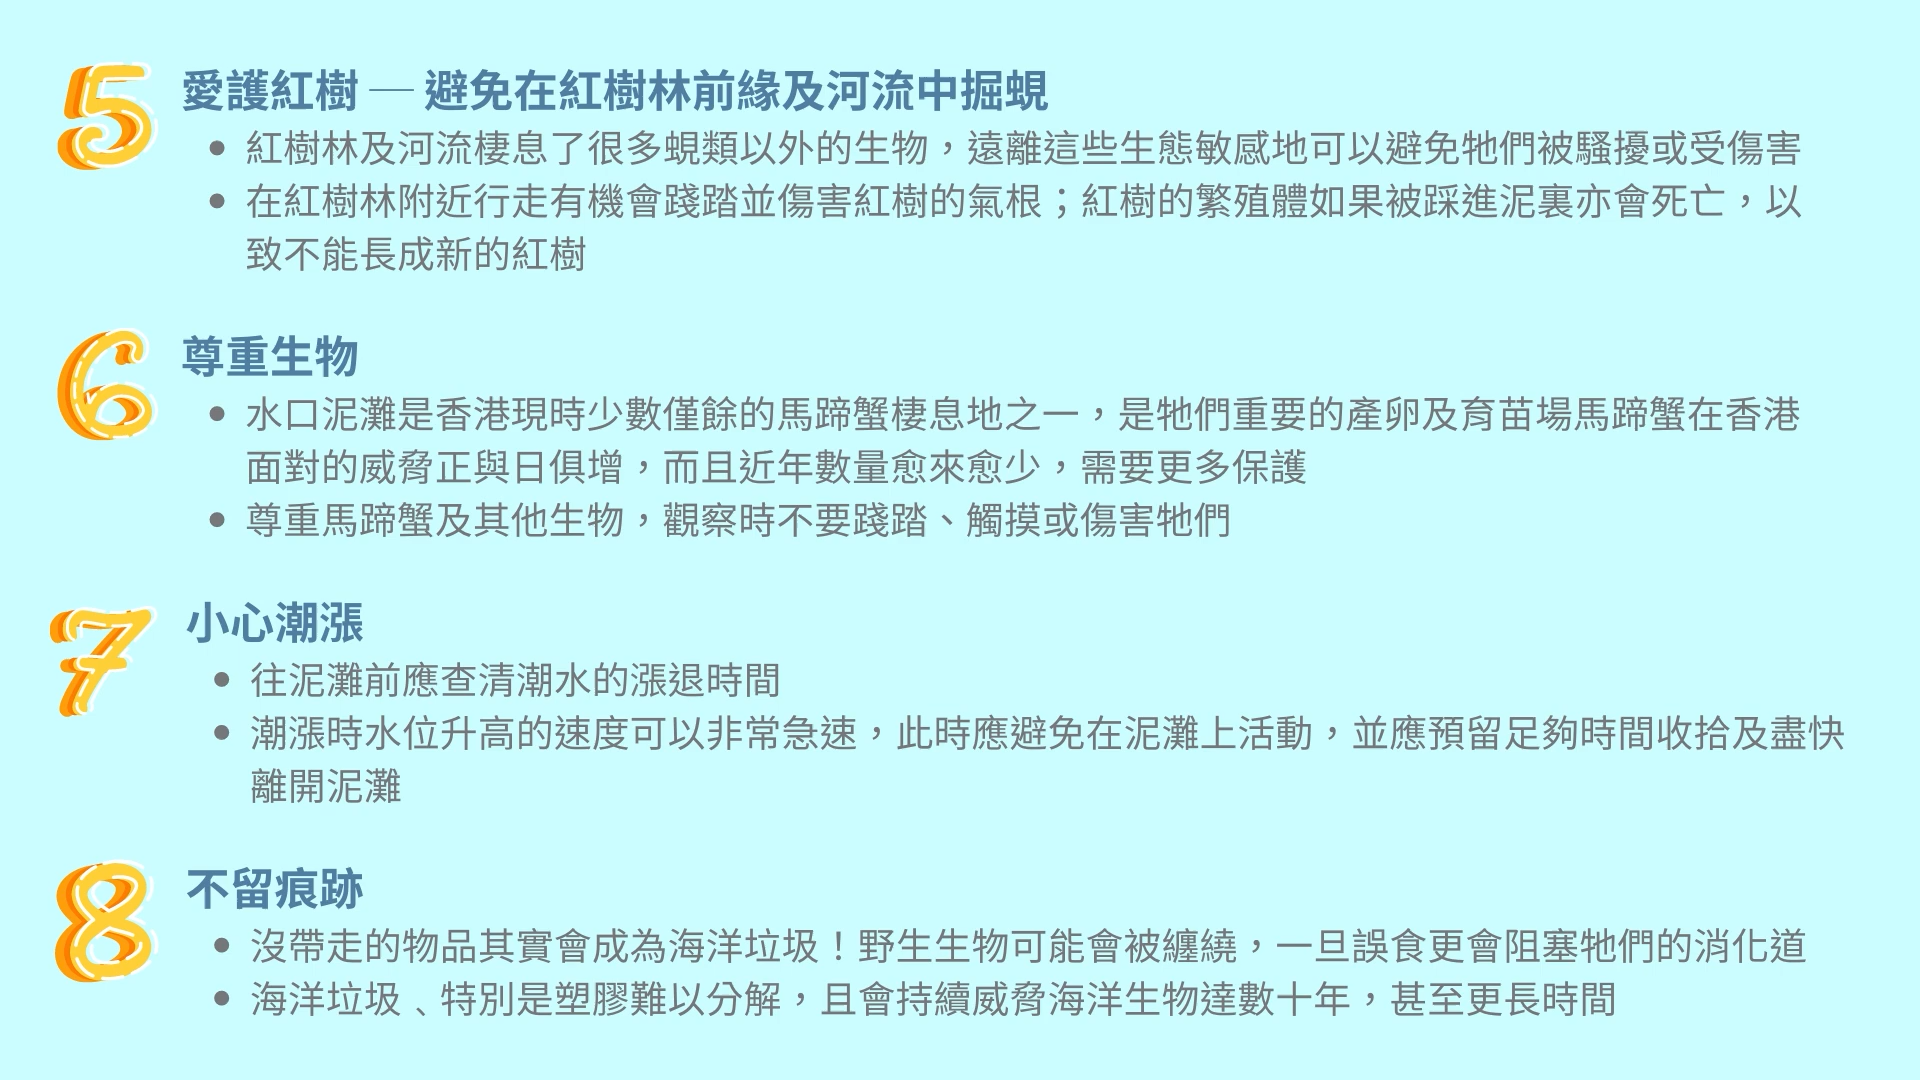 5 愛護紅樹 — 避免在紅樹林前緣及河流中掘蜆
• 紅樹林及河流棲息了很多蜆類以外的生物，遠離這些生態敏感地可以避免牠們被騷擾或受傷害
• 在紅樹林附近行走有機會踐踏並傷害紅樹的氣根；紅樹的繁殖體如果被踩進泥裏亦會死亡，以
致不能長成新的紅樹
6 尊重生物
• 水口泥灘是香港現時少數僅餘的馬蹄蟹棲息地之一，是牠們重要的產卵及育苗場馬蹄蟹在香港
面對的威脅正與日俱增，而且近年數量愈來愈少，需要更多保護
• 尊重馬蹄蟹及其他生物，觀察時不要踐踏、觸摸或傷害牠們
7 小心潮漲
• 往泥灘前應查清潮水的漲退時間
• 潮漲時水位升高的速度可以非常急速，此時應避免在泥灘上活動，並應預留足夠時間收拾及盡快
離開泥灘
8 不留痕跡
• 沒帶走的物品其實會成為海洋垃圾！野生生物可能會被纏繞，一旦誤食更會阻塞牠們的消化道
• 海洋垃圾﹑特別是塑膠難以分解，且會持續威脅海洋生物達數十年，甚至更長時間